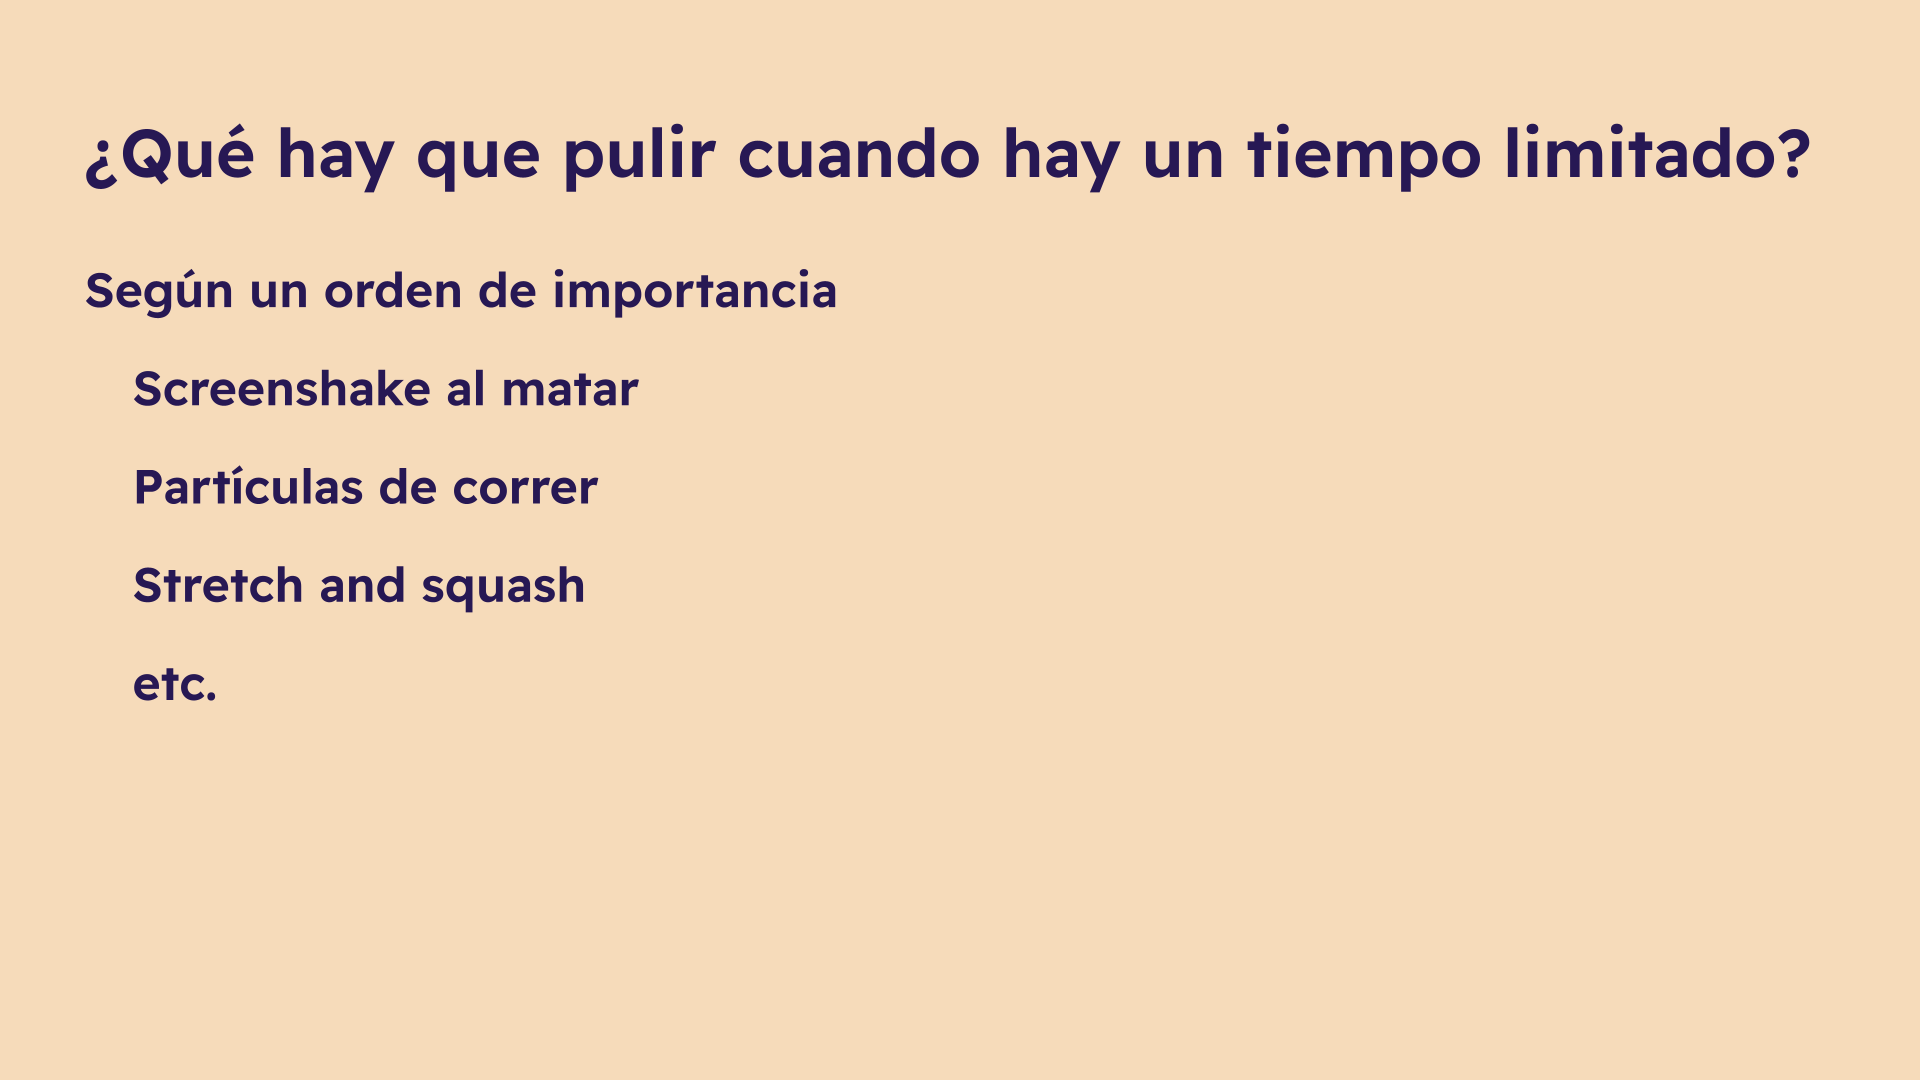 ¿Qué hay que pulir cuando hay un tiempo limitado?
Según un orden de importancia
Screenshake al matar
Partículas de correr
Stretch and squash
etc.